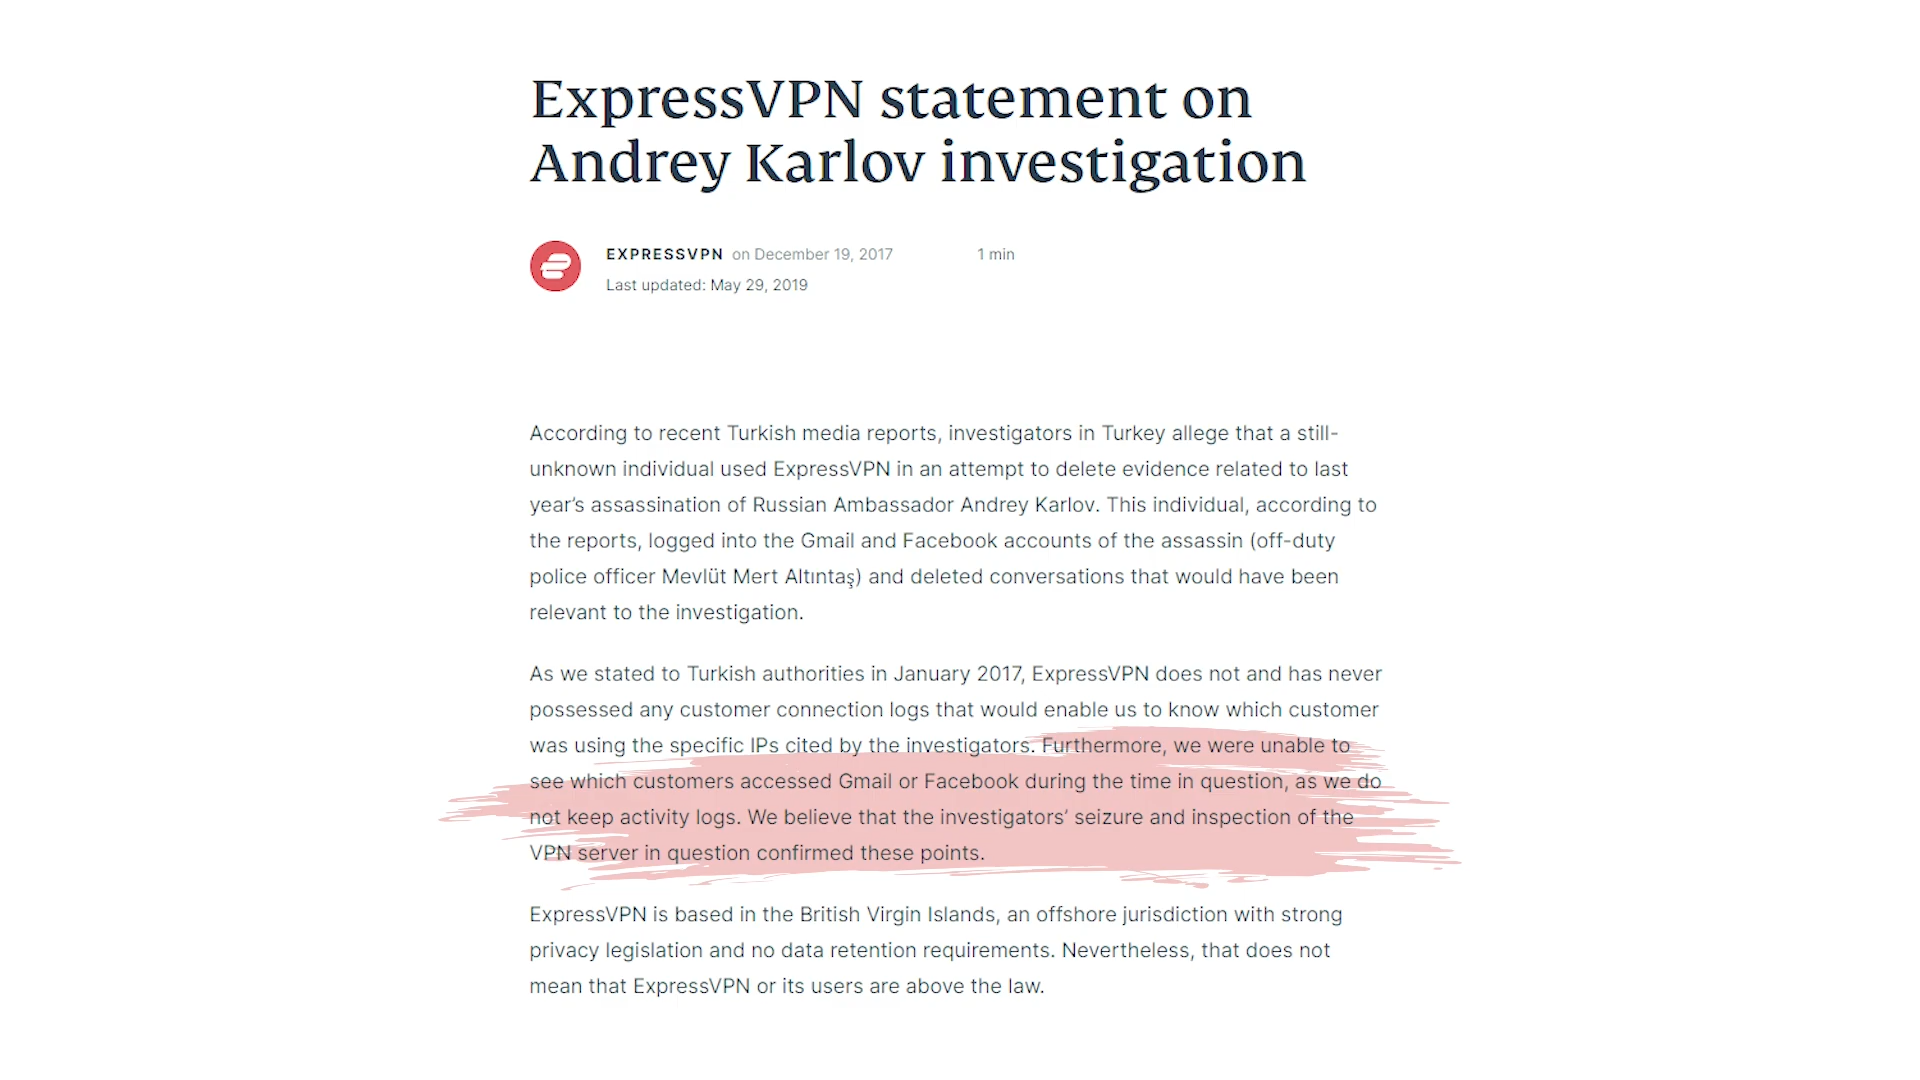 ExpressVPN statement on
Andrey Karlov investigation
EXPRESSVPN on December 19, 2017 1 min
Last updated: May 29, 2019
According to recent Turkish media reports, investigators in Turkey allege that a still-
unknown individual used ExpressVPN in an attempt to delete evidence related to last
year’s assassination of Russian Ambassador Andrey Karlov. This individual, according to
the reports, logged into the Gmail and Facebook accounts of the assassin (off-duty
police officer Mevlüt Mert Altıntaş) and deleted conversations that would have been
relevant to the investigation.
As we stated to Turkish authorities in January 2017, ExpressVPN does not and has never
possessed any customer connection logs that would enable us to know which customer
was using the specific IPs cited by the investigators. Furthermore, we were unable to
see which customers accessed Gmail or Facebook during the time in question, as we do
not keep activity logs. We believe that the investigators’ seizure and inspection of the
VPN server in question confirmed these points.
ExpressVPN is based in the British Virgin Islands, an offshore jurisdiction with strong
privacy legislation and no data retention requirements. Nevertheless, that does not
mean that ExpressVPN or its users are above the law.